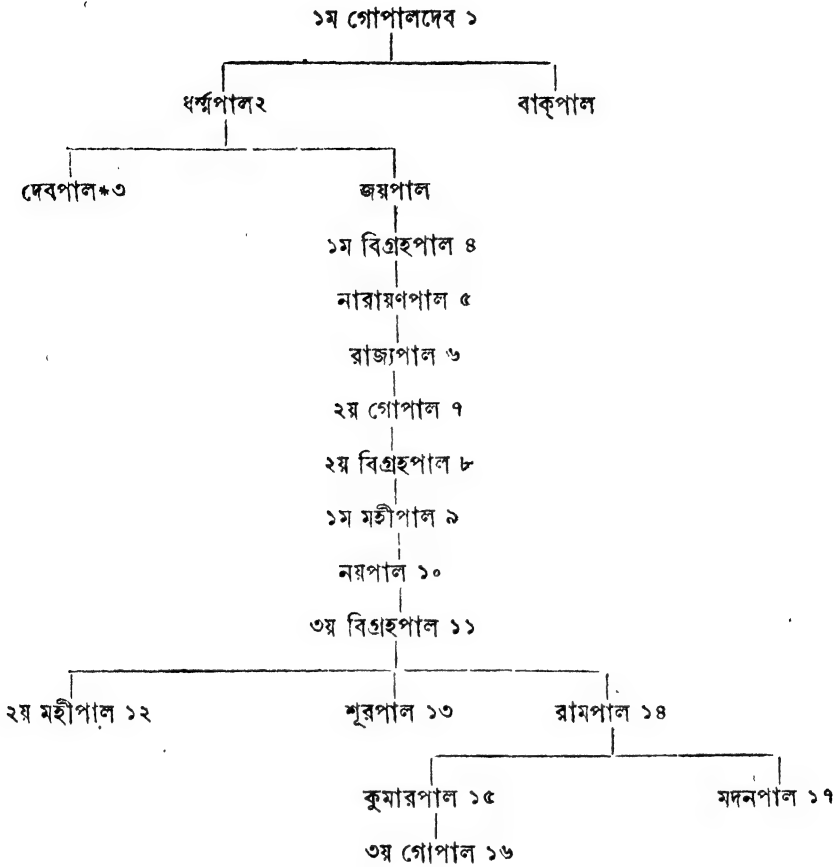 ১ম গোপালদেব ১
ধর্ম্মপাল২ বাক্‌পাল
দেবপাল*৩ জয়পাল
১ম বিগ্রহপাল ৪
নারায়ণপাল ৫
রাজ্যপাল ৬
২য় গোপাল ৭
২য় বিগ্রহপাল ৮
১ম মহীপাল ৯
নয়পাল ১০
৩য় বিগ্রহপাল ১১
২য় মহীপাল ১২ শূরপাল ১৩ রামপাল ১৪
কুমারপাল ১৫ মদনপাল ১৭
৩য় গোপাল ১৬